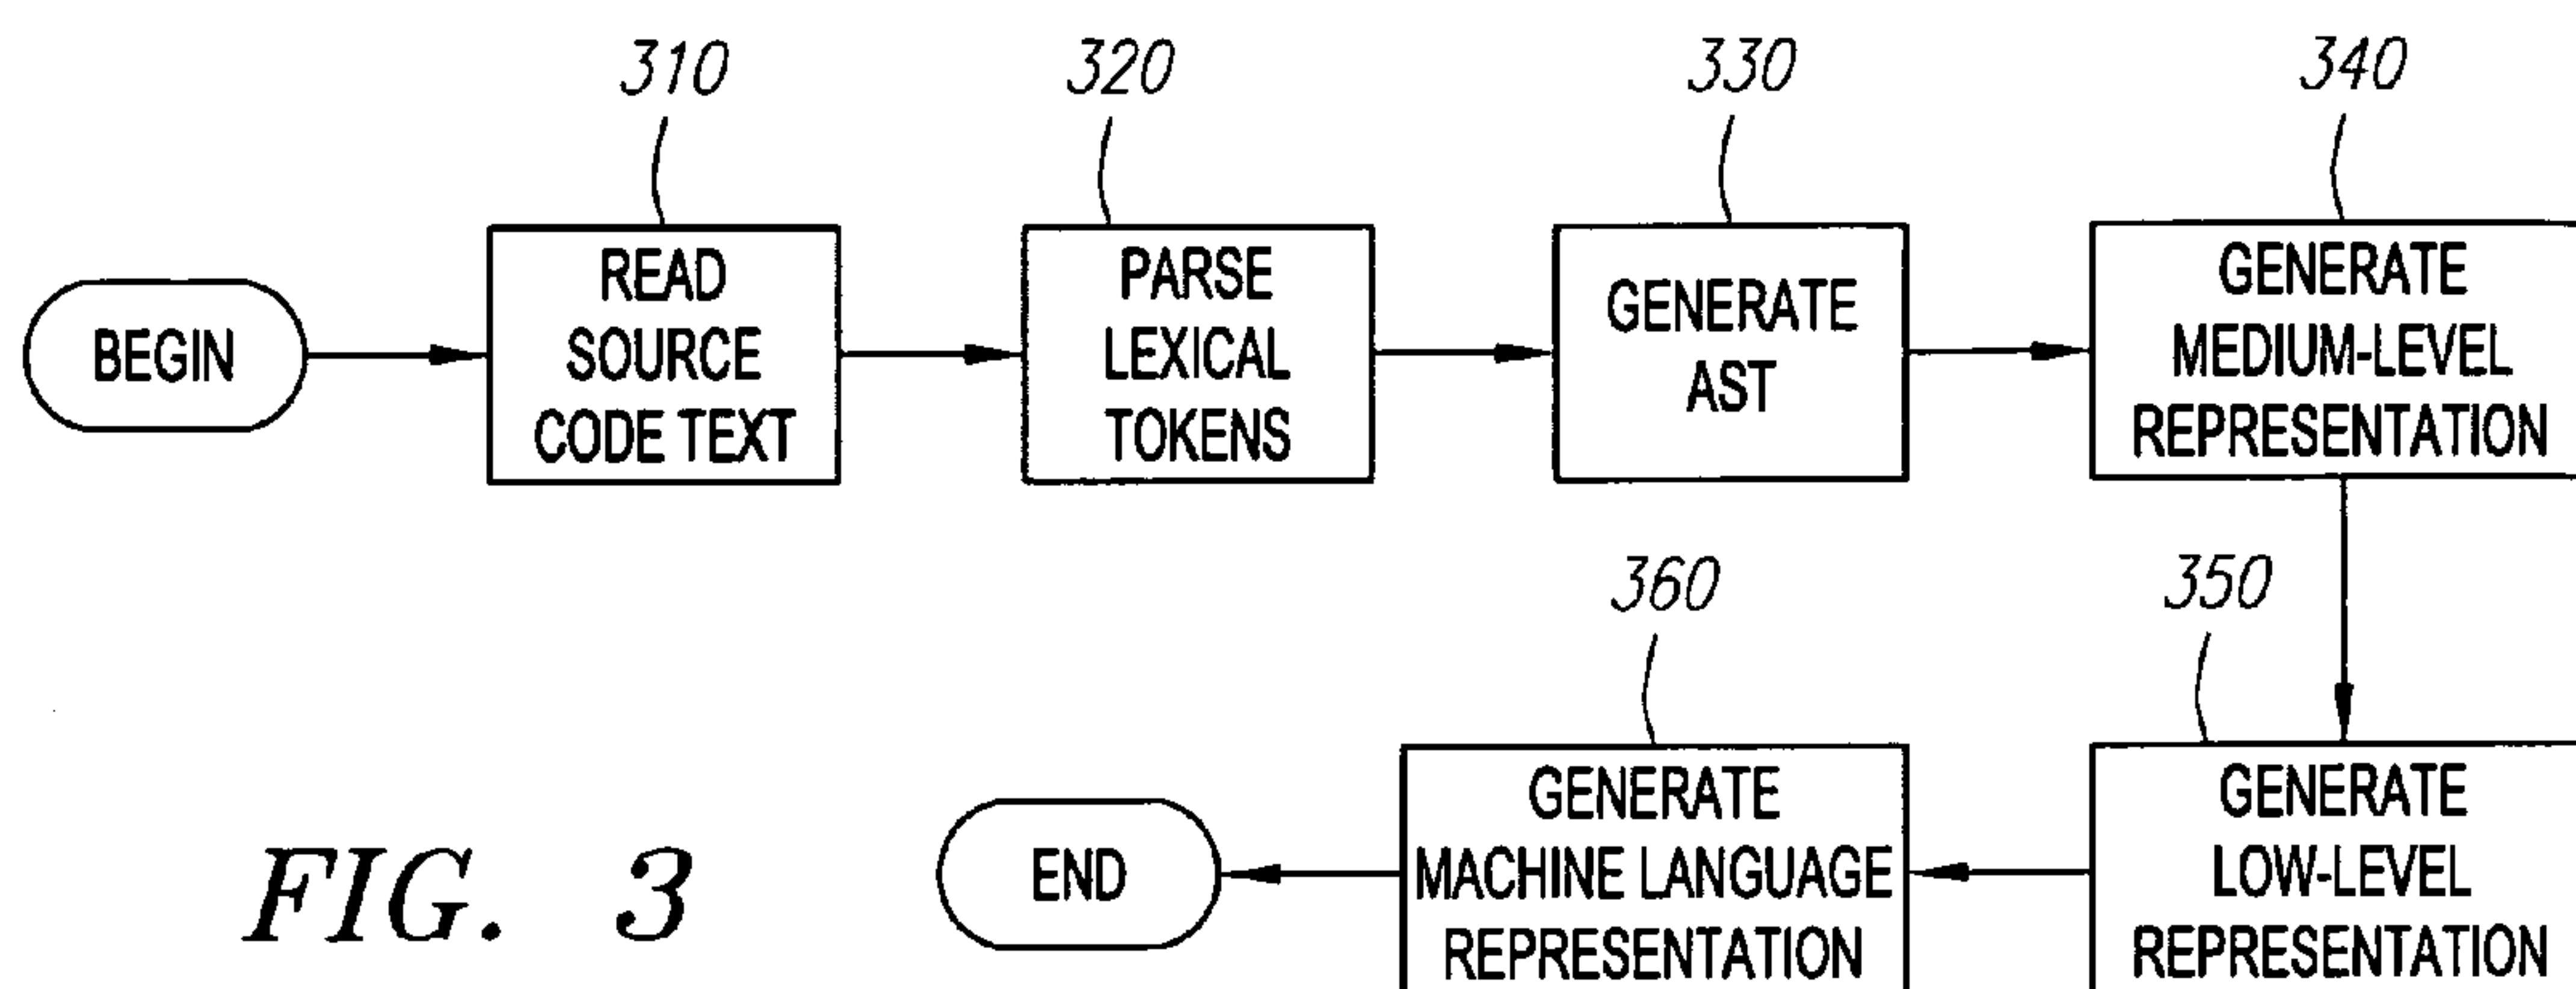 310
320
330
340
BEGIN
READ
SOURCE
CODE TEXT
PARSE
LEXICAL
TOKENS
GENERATE
AST
GENERATE
MEDIUM-LEVEL
REPRESENTATION
360
350
FIG. 3
END
GENERATE
MACHINE LANGUAGE
REPRESENTATION
GENERATE
LOW-LEVEL
REPRESENTATION